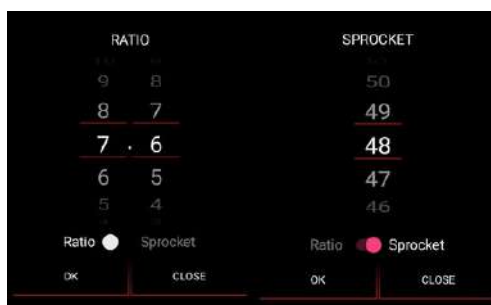 RATIO
9 8
8 7
7 . 6
6 5
5 4
Ratio Sprocket
OK CLOSE
SPROCKET
50
49
48
47
46
Ratio Sprocket
OK CLOSE